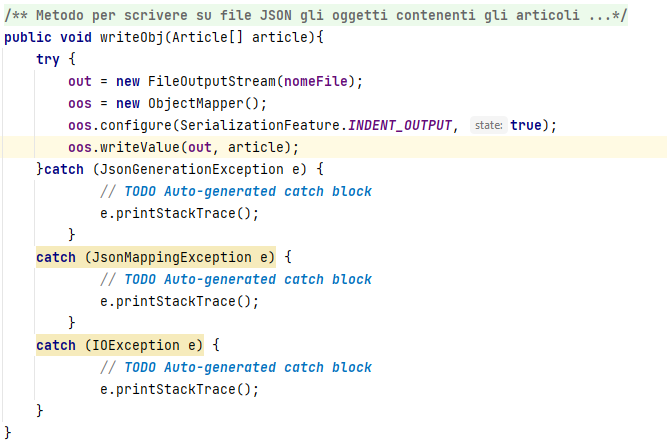 /** Metodo per scrivere su file JSON gli oggetti contenenti gli articoli ...*/
public void writeObj(Article[] article){
    try {
        out = new FileOutputStream(nomeFile);
        oos = new ObjectMapper();
        oos.configure(SerializationFeature.INDENT_OUTPUT, state: true);
        oos.writeValue(out, article);
    }catch (JsonGenerationException e) {
            // TODO Auto-generated catch block
            e.printStackTrace();
        }
    catch (JsonMappingException e) {
            // TODO Auto-generated catch block
            e.printStackTrace();
        }
    catch (IOException e) {
            // TODO Auto-generated catch block
            e.printStackTrace();
    }
}